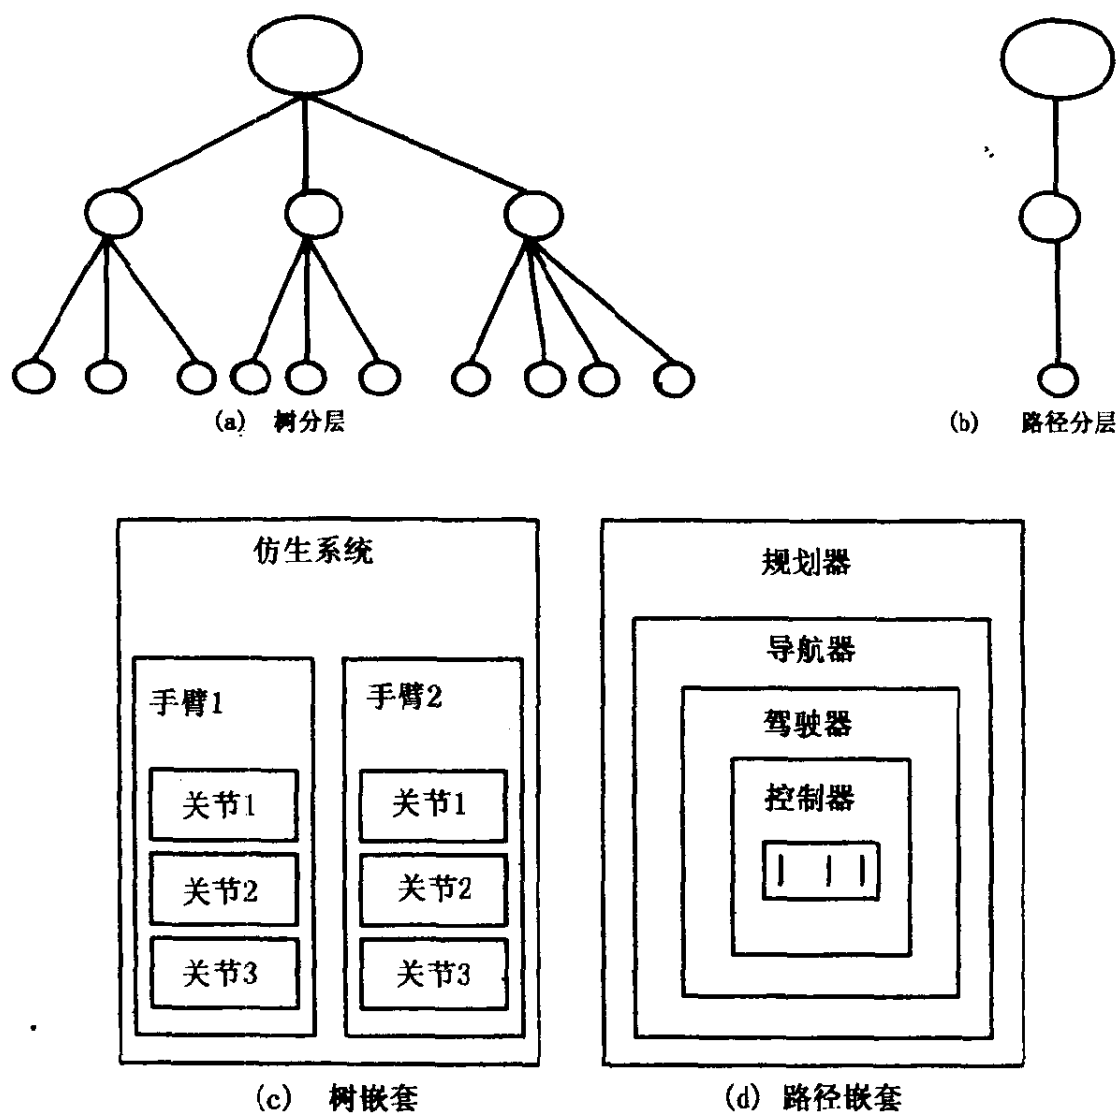 (a) 树分层
(b) 路径分层
仿生系统
手臂1
关节1
关节2
关节3
手臂2
关节1
关节2
关节3
(c) 树嵌套
规划器
导航器
驾驶器
控制器
(d) 路径嵌套